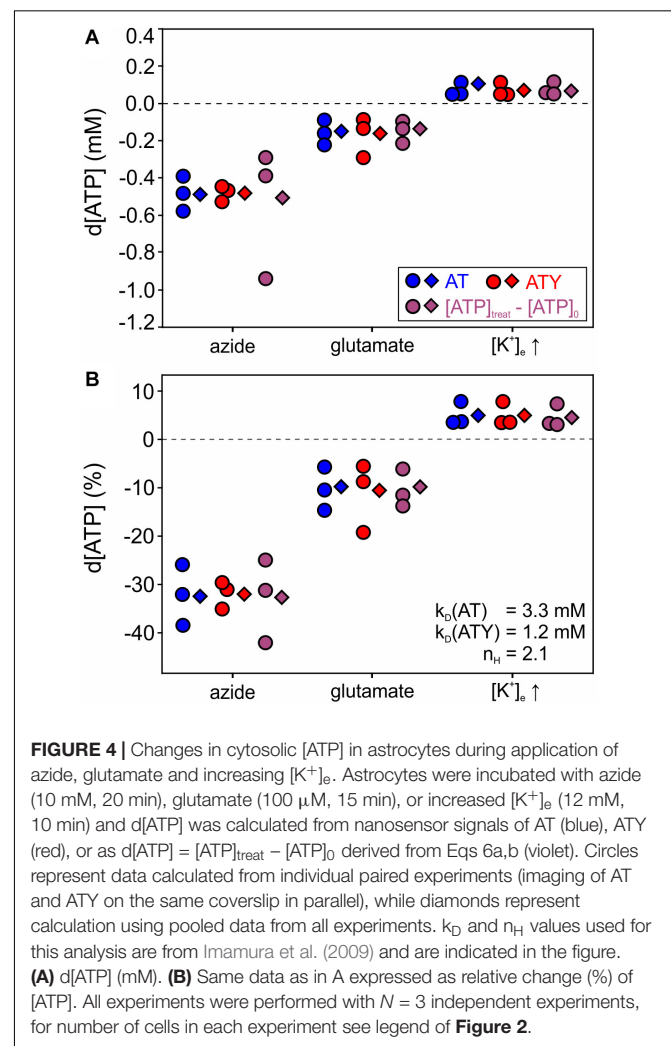 A
0.4
0.2
0.0
-0.2
-0.4
-0.6
-0.8
-1.0
-1.2
d[ATP] (mM)
AT ATY
[ATP]treat - [ATP]0
azide glutamate [K+]e ↑
B
10
0
-10
-20
-30
-40
d[ATP] (%)
kD(AT) = 3.3 mM
kD(ATY) = 1.2 mM
nH = 2.1
azide glutamate [K+]e ↑
FIGURE 4 | Changes in cytosolic [ATP] in astrocytes during application of
azide, glutamate and increasing [K+]e. Astrocytes were incubated with azide
(10 mM, 20 min), glutamate (100 μM, 15 min), or increased [K+]e (12 mM,
10 min) and d[ATP] was calculated from nanosensor signals of AT (blue), ATY
(red), or as d[ATP] = [ATP]treat – [ATP]0 derived from Eqs 6a,b (violet). Circles
represent data calculated from individual paired experiments (imaging of AT
and ATY on the same coverslip in parallel), while diamonds represent
calculation using pooled data from all experiments. kD and nH values used for
this analysis are from Imamura et al. (2009) and are indicated in the figure.
(A) d[ATP] (mM). (B) Same data as in A expressed as relative change (%) of
[ATP]. All experiments were performed with N = 3 independent experiments,
for number of cells in each experiment see legend of Figure 2.